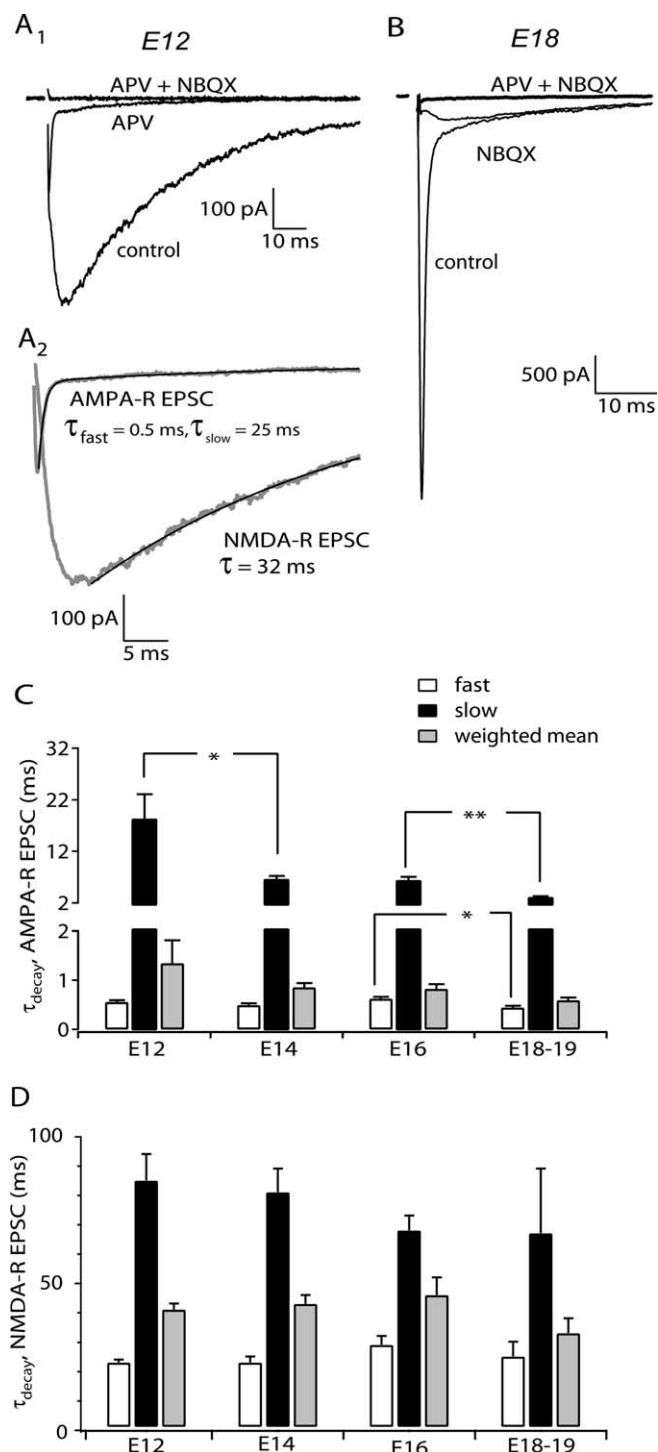 A1 E12
APV + NBQX
APV
control
100 pA
10 ms
B E18
APV + NBQX
NBQX
control
500 pA
10 ms
A2
AMPA-R EPSC
τfast = 0.5 ms, τslow = 25 ms
NMDA-R EPSC
τ = 32 ms
100 pA
5 ms
C
fast
slow
weighted mean
τdecay, AMPA-R EPSC (ms)
32
22
12
2
2
1
0
*
**
*
E12 E14 E16 E18-19
D
τdecay, NMDA-R EPSC (ms)
100
50
0
E12 E14 E16 E18-19